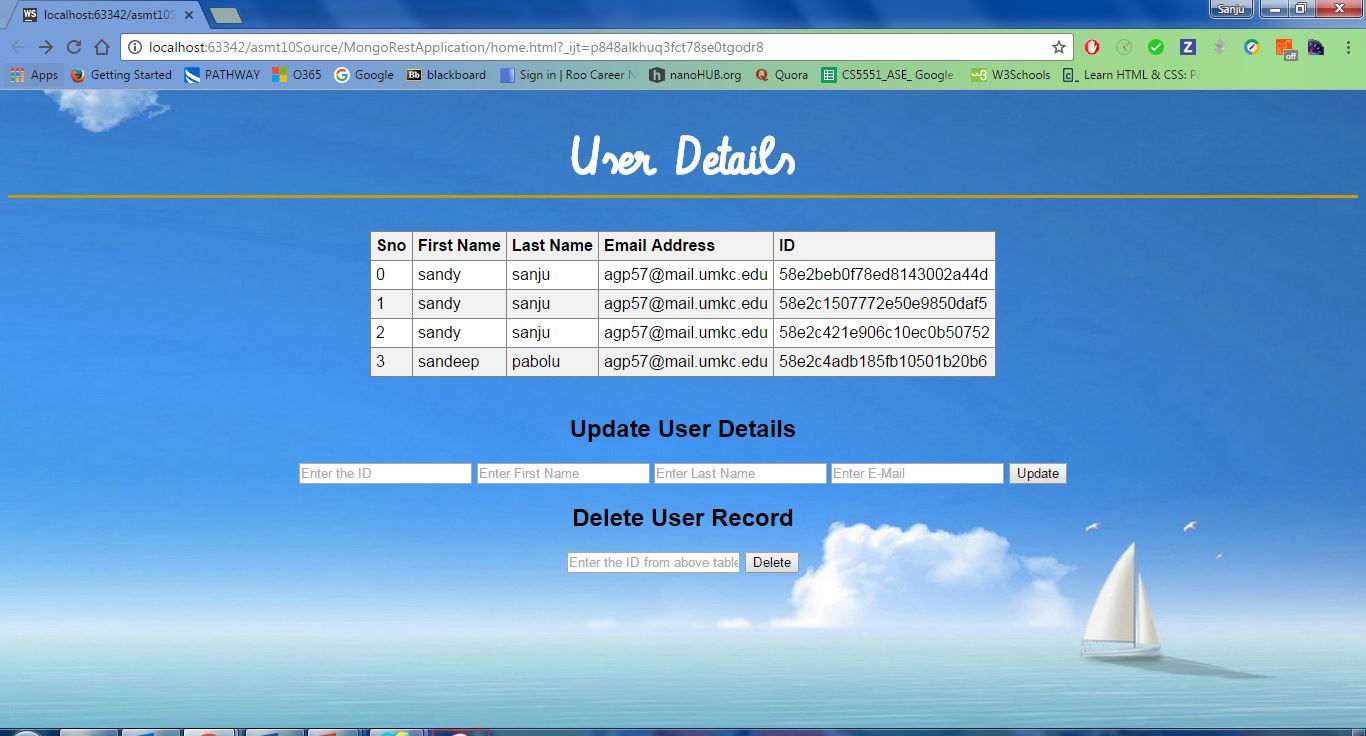 WS localhost:63342/asmt10S
Sanju
localhost:63342/asmt10Source/MongoRestApplication/home.html?_ijt=p848alkhuq3fct78se0tgodr8
Apps Getting Started PATHWAY O365 Google Bb blackboard Sign in | Roo Career N nanoHUB.org Quora CS5551_ASE_ Google W3Schools Learn HTML & CSS: Pa
off
User Details
Sno First Name Last Name Email Address ID
0 sandy sanju agp57@mail.umkc.edu 58e2beb0f78ed8143002a44d
1 sandy sanju agp57@mail.umkc.edu 58e2c1507772e50e9850daf5
2 sandy sanju agp57@mail.umkc.edu 58e2c421e906c10ec0b50752
3 sandeep pabolu agp57@mail.umkc.edu 58e2c4adb185fb10501b20b6
Update User Details
Enter the ID Enter First Name Enter Last Name Enter E-Mail Update
Delete User Record
Enter the ID from above table Delete